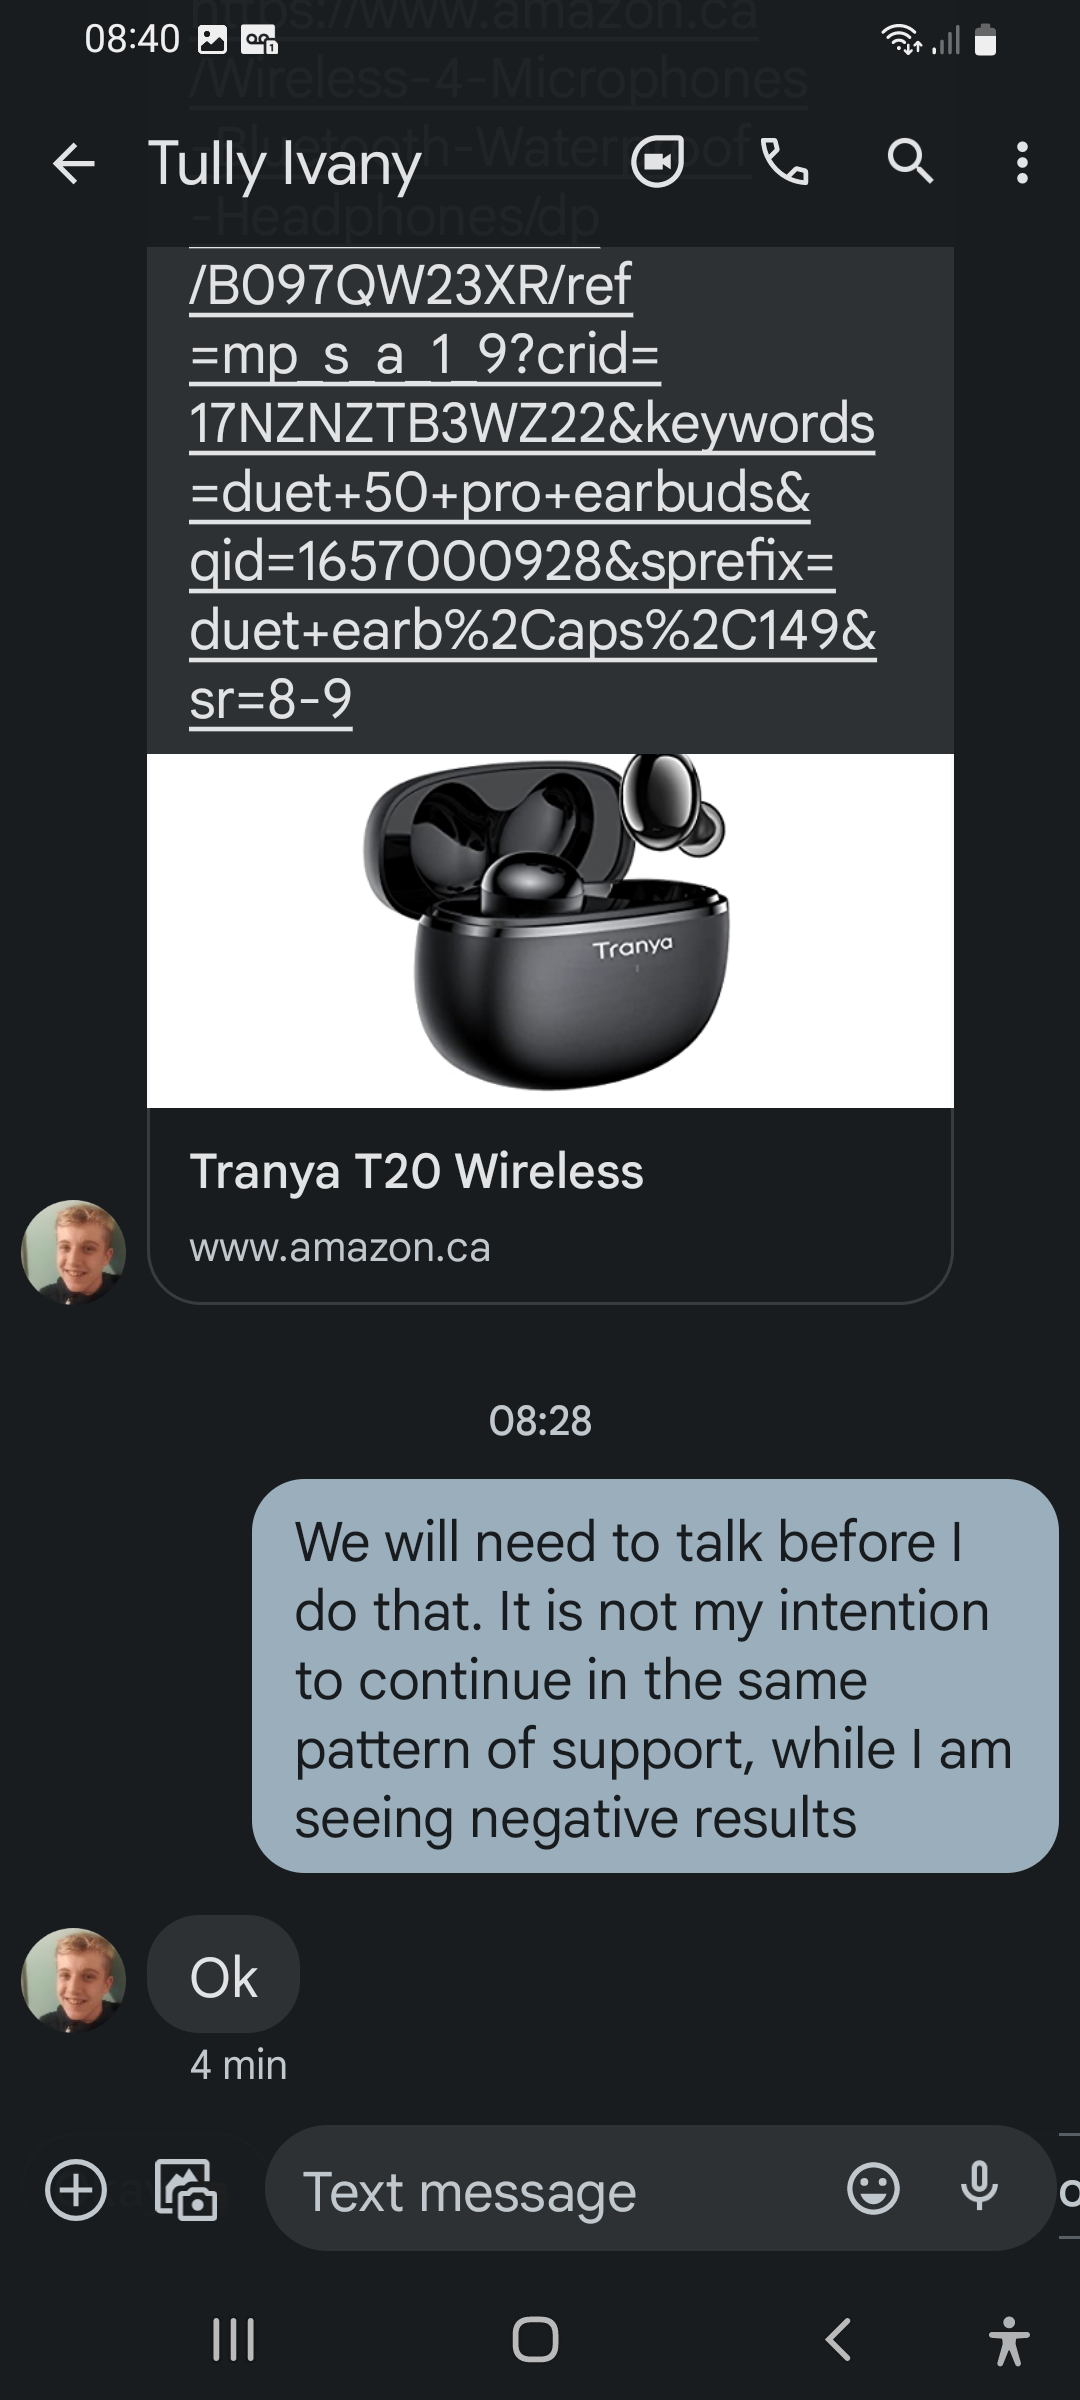 https://www.amazon.ca
08:40
/Wireless-4-Microphones
-Bluetooth-Waterproof
Tully Ivany
-Headphones/dp
/B097QW23XR/ref
=mp_s_a_1_9?crid=
17NZNZTB3WZ22&keywords
=duet+50+pro+earbuds&
qid=1657000928&sprefix=
duet+earb%2Caps%2C149&
sr=8-9
Tranya
Tranya T20 Wireless
www.amazon.ca
08:28
We will need to talk before I
do that. It is not my intention
to continue in the same
pattern of support, while I am
seeing negative results
Ok
4 min
Text message